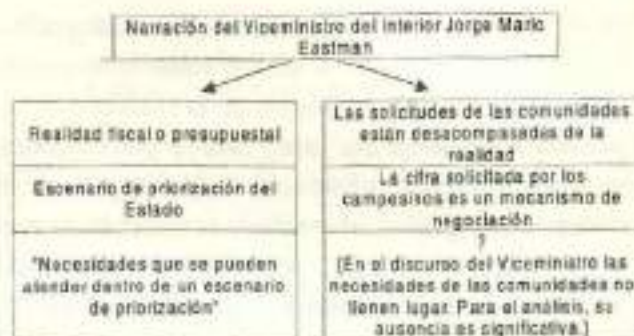 Narración del Viceministro del Interior Jorge Mario
Eastman
Realidad fiscal o presupuestal
Escenario de priorización del
Estado
"Necesidades que se pueden
atender dentro de un escenario
de priorización"
Las solicitudes de las comunidades
están desacompasadas de la
realidad
La cifra solicitada por los
campesinos es un mecanismo de
negociación
?
[En el discurso del Viceministro las
necesidades de las comunidades no
tienen lugar. Para el análisis, su
ausencia es significativa.]